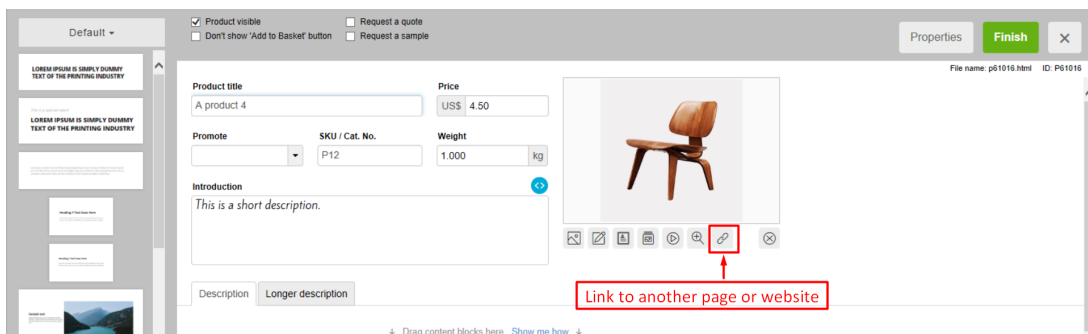 Default
Product visible
Request a quote
Don't show 'Add to Basket' button
Request a sample
Properties
Finish
File name: p61016.html
ID: P61016
LOREM IPSUM IS SIMPLY DUMMY
TEXT OF THE PRINTING INDUSTRY
LOREM IPSUM IS SIMPLY DUMMY
TEXT OF THE PRINTING INDUSTRY
Product title
Price
A product 4
US$ 4.50
Promote
SKU / Cat. No.
Weight
P12
1.000
kg
Introduction
This is a short description.
Description
Longer description
Link to another page or website
Drag content blocks here
Show me how